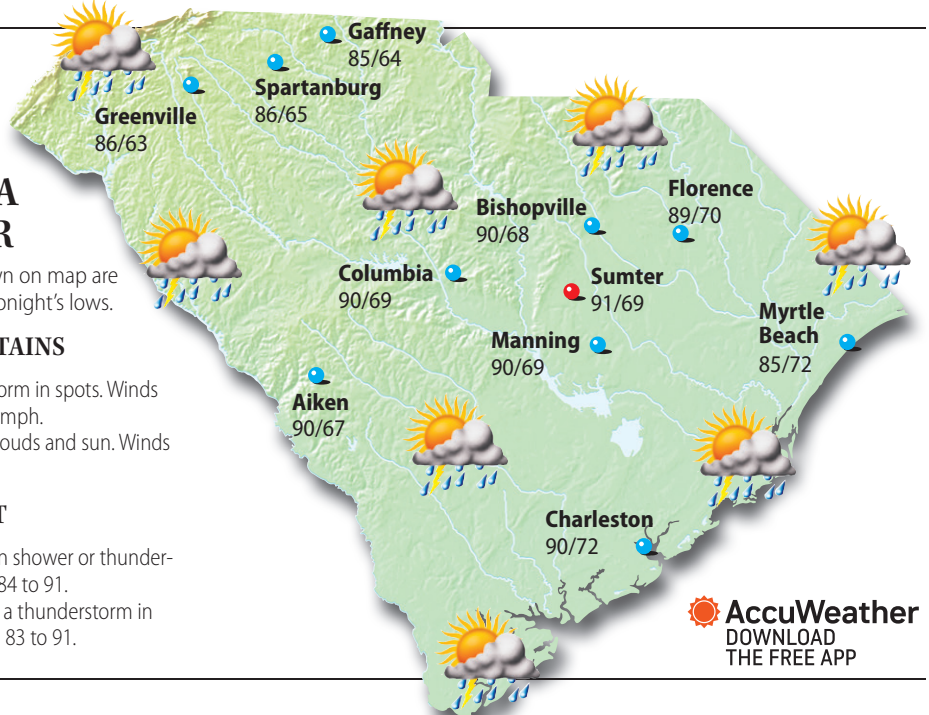 A
R
wn on map are
onight's lows.
TAINS
orm in spots. Winds
mph.
ouds and sun. Winds
T
n shower or thunder-
84 to 91.
a thunderstorm in
83 to 91.
Gaffney
85/64
Spartanburg
86/65
Greenville
86/63
Bishopville
90/68
Florence
89/70
Columbia
90/69
Sumter
91/69
Manning
90/69
Myrtle
Beach
85/72
Aiken
90/67
Charleston
90/72
AccuWeather
DOWNLOAD
THE FREE APP